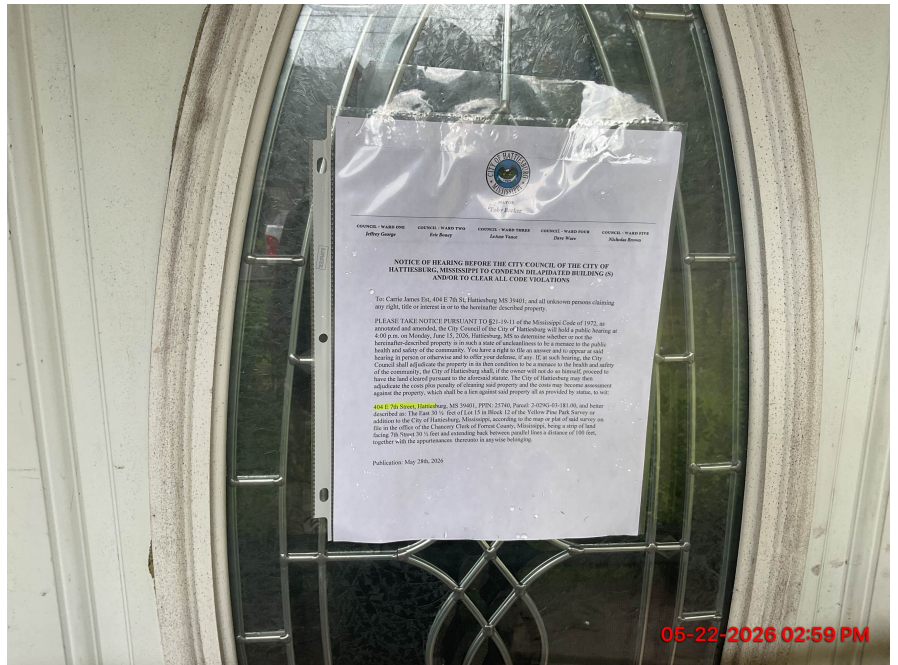 CITY OF HATTIESBURG
MISSISSIPPI
MAYOR
Toby Barker
COUNCIL - WARD ONE COUNCIL - WARD TWO COUNCIL - WARD THREE COUNCIL - WARD FOUR COUNCIL - WARD FIVE
Jeffrey George Eric Boney LaSean Vance Dave Ware Nicholas Brown
NOTICE OF HEARING BEFORE THE CITY COUNCIL OF THE CITY OF
HATTIESBURG, MISSISSIPPI TO CONDEMN DILAPIDATED BUILDING (S)
AND/OR TO CLEAR ALL CODE VIOLATIONS
To: Carrie James Est, 404 E 7th St, Hattiesburg MS 39401; and all unknown persons claiming
any right, title or interest in or to the hereinafter described property.
PLEASE TAKE NOTICE PURSUANT TO §21-19-11 of the Mississippi Code of 1972, as
annotated and amended, the City Council of the City of Hattiesburg will hold a public hearing at
4:00 p.m. on Monday, June 15, 2026, Hattiesburg, MS to determine whether or not the
hereinafter-described property is in such a state of uncleanliness to be a menace to the public
health and safety of the community. You have a right to file an answer and to appear at said
hearing in person or otherwise and to offer your defense, if any. If, at such hearing, the City
Council shall adjudicate the property in its then condition to be a menace to the health and safety
of the community, the City of Hattiesburg shall, if the owner will not do so himself, proceed to
have the land cleared pursuant to the aforesaid statute. The City of Hattiesburg may then
adjudicate the costs plus penalty of cleaning said property and the costs may become assessment
against the property, which shall be a lien against said property all as provided by statue, to wit:
404 E 7th Street, Hattiesburg, MS 39401, PPIN: 25740, Parcel: 2-029G-03-181.00, and better
described as: The East 30 ½ feet of Lot 15 in Block 12 of the Yellow Pine Park Survey or
addition to the City of Hattiesburg, Mississippi, according to the map or plat of said survey on
file in the office of the Chancery Clerk of Forrest County, Mississippi, being a strip of land
facing 7th Street 30 ½ feet and extending back between parallel lines a distance of 100 feet,
together with the appurtenances thereunto in anywise belonging.
Publication: May 28th, 2026
05-22-2026 02:59 PM